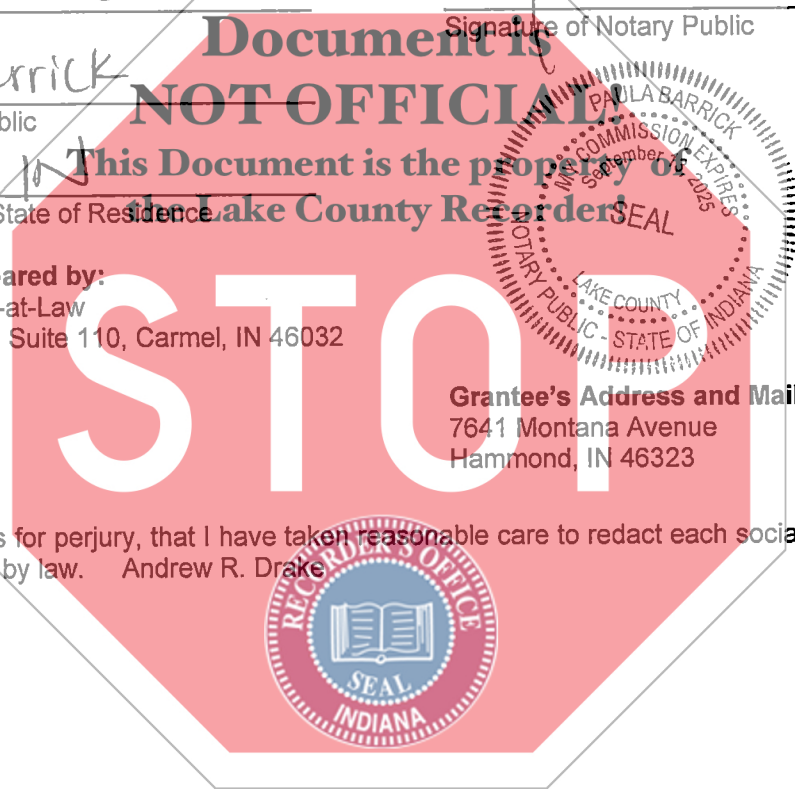 Document is
Signature of Notary Public
NOT OFFICIAL!
blic
This Document is the property of
IN
the Lake County Recorder!
State of Residence
PAULA BARRICK
MY COMMISSION EXPIRES
2025
SEAL
LAKE COUNTY
NOTARY PUBLIC - STATE OF INDIANA
ared by:
-at-Law
Suite 110, Carmel, IN 46032
STOP
Grantee's Address and Mail
7641 Montana Avenue
Hammond, IN 46323
s for perjury, that I have taken reasonable care to redact each socia
by law. Andrew R. Drake
RECORDER'S OFFICE
SEAL
INDIANA